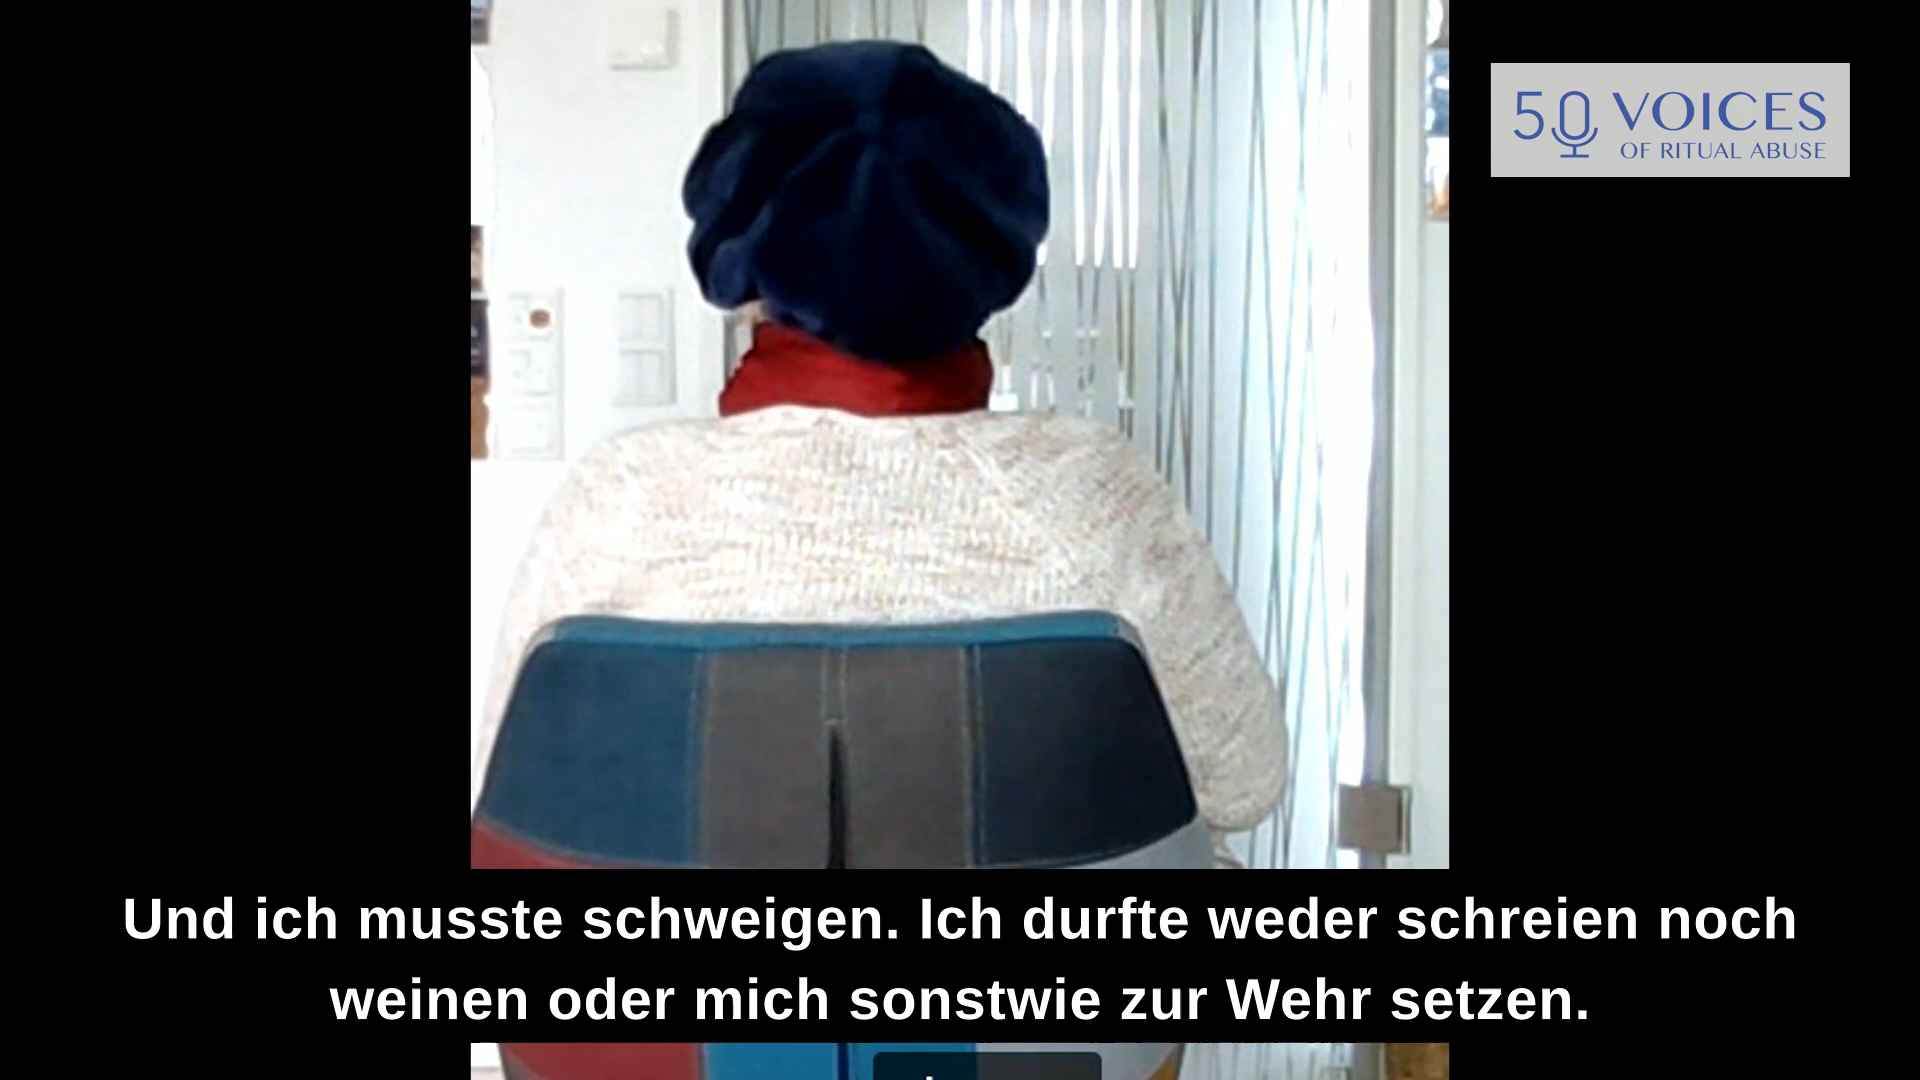 50 VOICES
OF RITUAL ABUSE
Und ich musste schweigen. Ich durfte weder schreien noch
weinen oder mich sonstwie zur Wehr setzen.